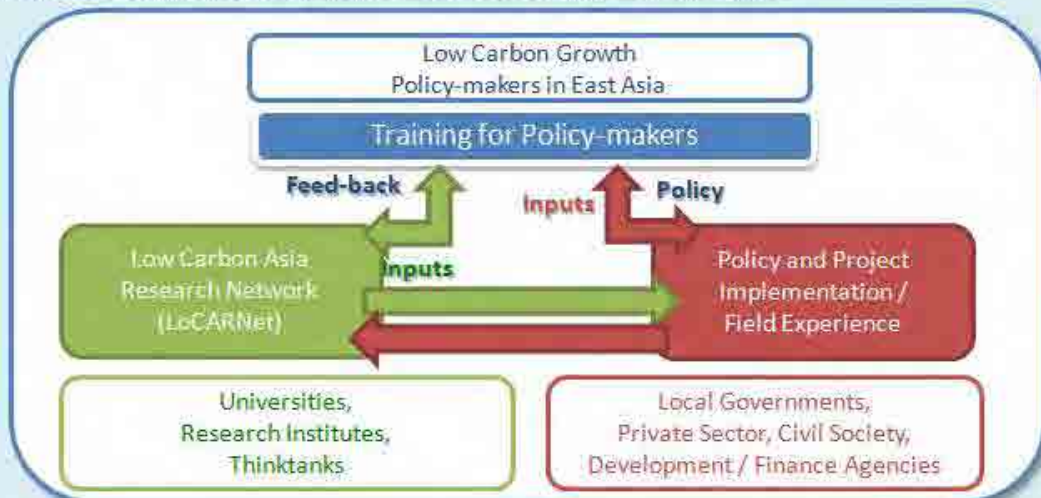 Low Carbon Growth
Policy-makers in East Asia
Training for Policy-makers
Feed-back
Inputs
Policy
Low Carbon Asia
Research Network
(LoCARNet)
Inputs
Policy and Project
Implementation /
Field Experience
Universities,
Research Institutes,
Thinktanks
Local Governments,
Private Sector, Civil Society,
Development / Finance Agencies